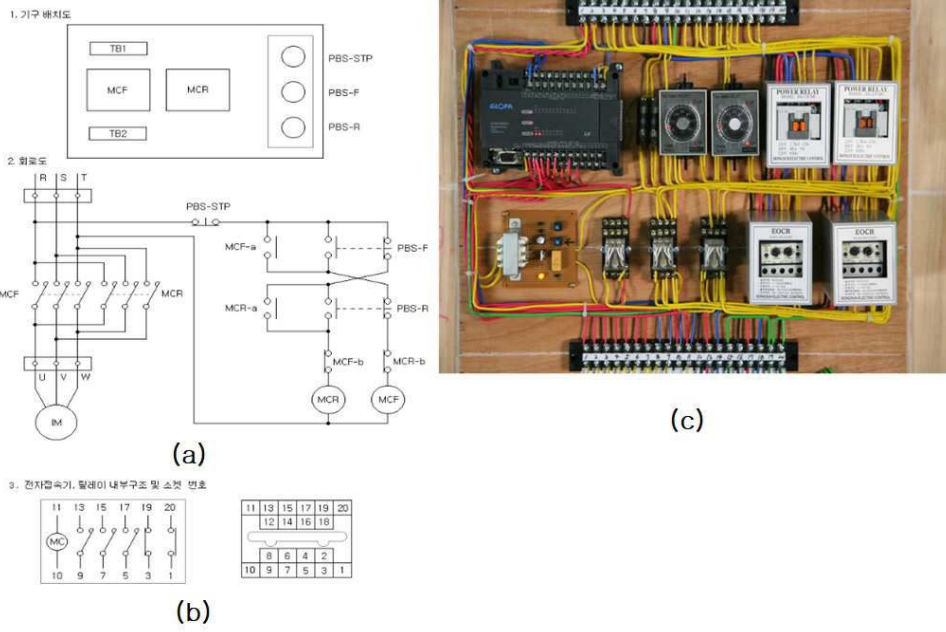 1. 기구 배치도
TB1
MCF
MCR
TB2
PBS-STP
PBS-F
PBS-R
2. 회로도
R S T
PBS-STP
MCF-a
PBS-F
MCF
MCR
MCR-a
PBS-R
MCF-b
MCR-b
U V W
MCR
MCF
IM
(a)
3. 전자접속기, 릴레이 내부구조 및 소켓 번호
11 13 15 17 19 20
MC
10 9 7 5 3 1
11 13 15 17 19 20
12 14 16 18
8 6 4 2
10 9 7 5 3 1
(b)
POWER RELAY
POWER RELAY
EOCR
EOCR
(c)